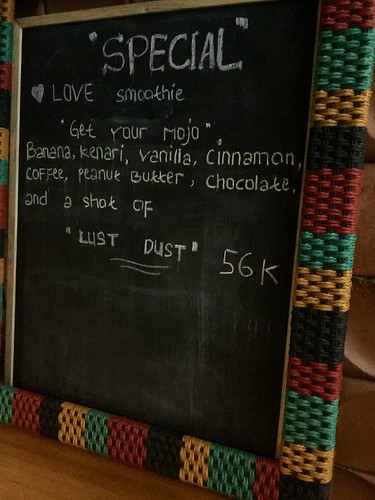 "SPECIAL"
LOVE smoothie
"Get your mojo"
Banana, kenari, vanilla, cinnamon,
coffee, peanut butter, chocolate,
and a shot of
"LUST DUST" 56K